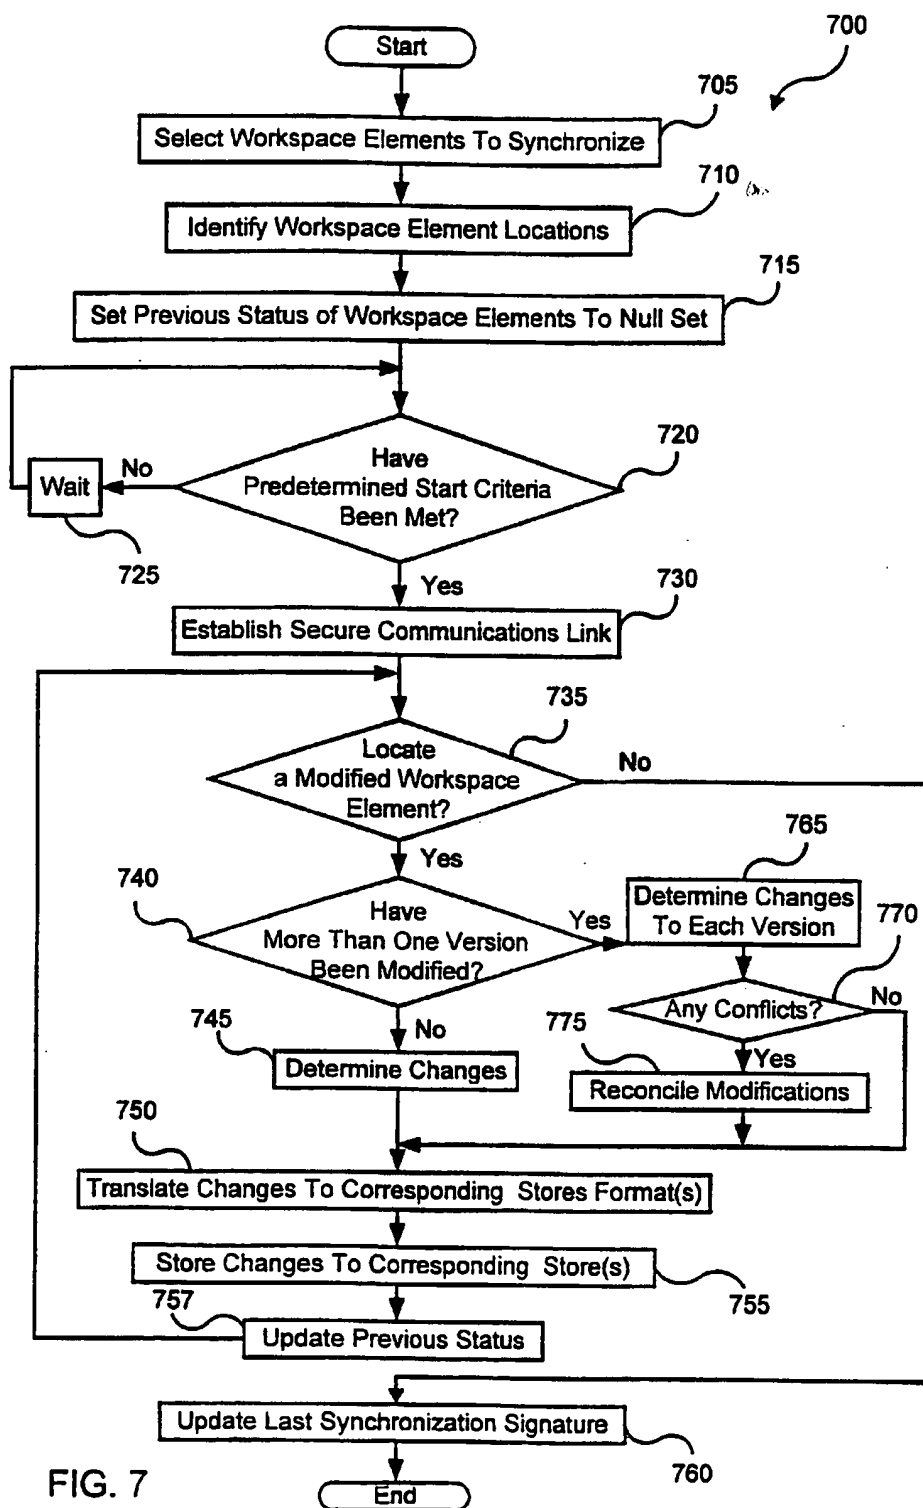 Start
700
705
Select Workspace Elements To Synchronize
710
Identify Workspace Element Locations
715
Set Previous Status of Workspace Elements To Null Set
720
Have
Predetermined Start Criteria
Been Met?
No
Wait
725
Yes
730
Establish Secure Communications Link
735
Locate
a Modified Workspace
Element?
No
Yes
740
Have
More Than One Version
Been Modified?
Yes
765
Determine Changes
To Each Version
770
Any Conflicts?
No
Yes
775
Reconcile Modifications
No
745
Determine Changes
750
Translate Changes To Corresponding Stores Format(s)
Store Changes To Corresponding Store(s)
755
757
Update Previous Status
Update Last Synchronization Signature
760
End
FIG. 7